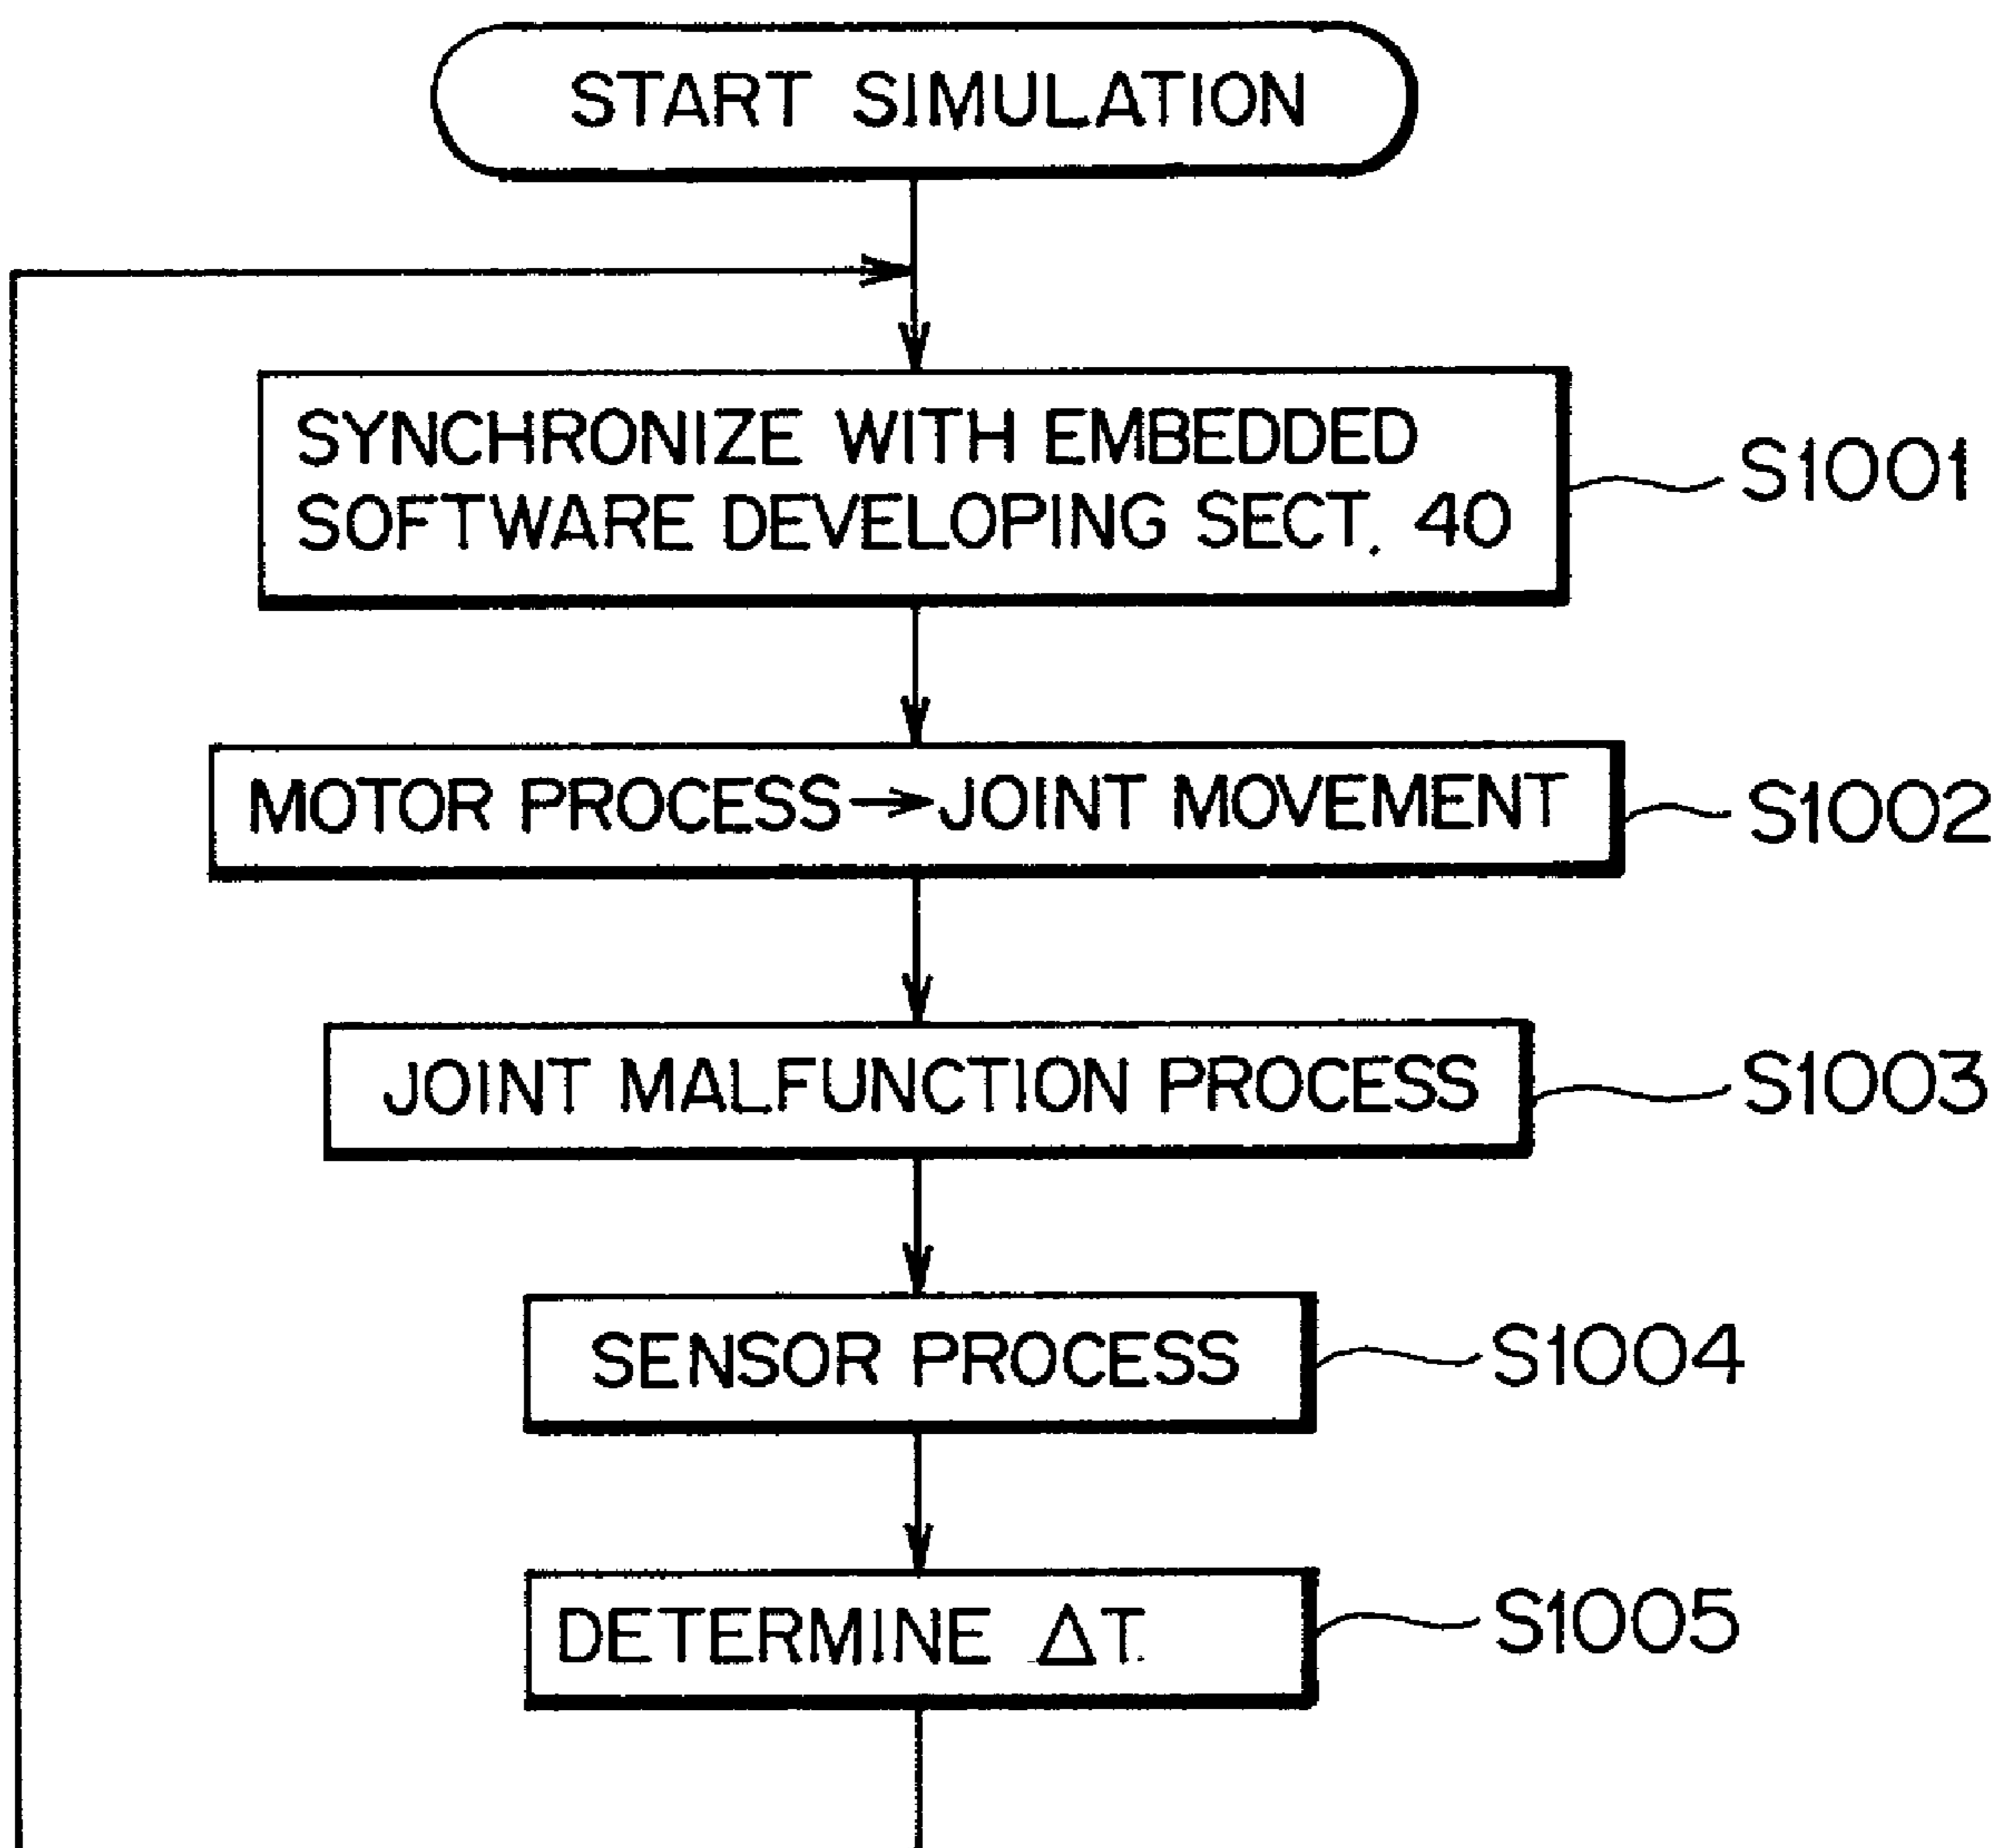 START SIMULATION
SYNCHRONIZE WITH EMBEDDED
SOFTWARE DEVELOPING SECT. 40
S1001
MOTOR PROCESS → JOINT MOVEMENT
S1002
JOINT MALFUNCTION PROCESS
S1003
SENSOR PROCESS
S1004
DETERMINE ΔT
S1005